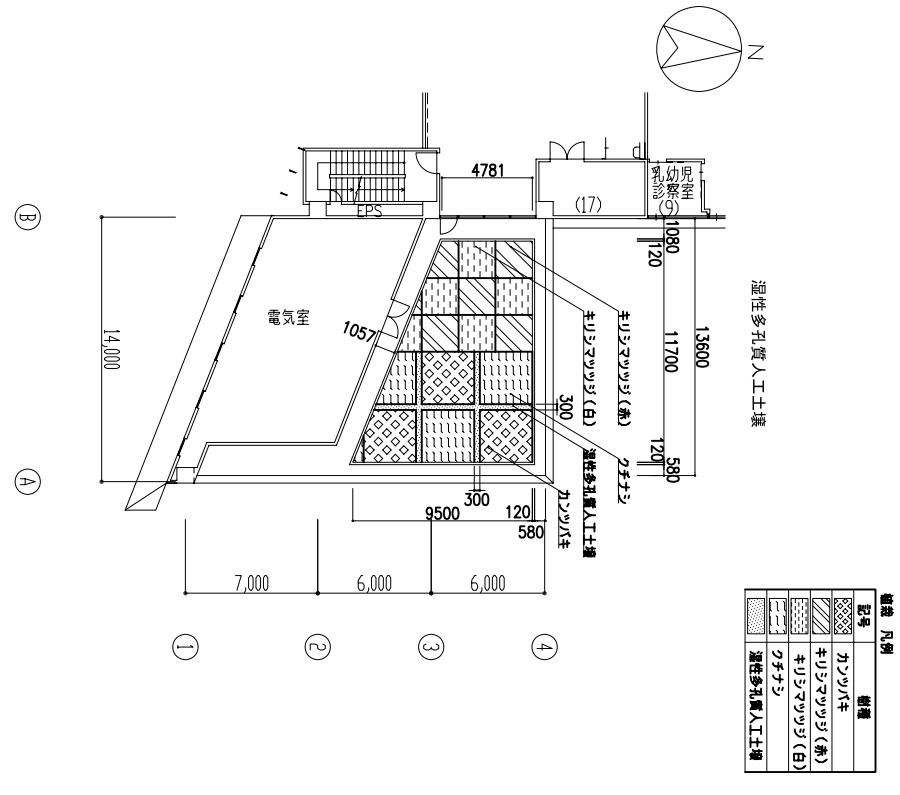 N
4781
乳幼児
診察室
(9)
(17)
EPS
B
1080
120
湿性多孔質人工土壌
電気室
1057
14,000
キリシマツツジ(白)
キリシマツツジ(赤)
11700
13600
300
120
580
A
クチナシ
湿性多孔質人工土壌
カンツバキ
300
9500
120
580
7,000
6,000
6,000
1
2
3
4
植栽 凡例
記号
樹種
カンツバキ
キリシマツツジ(赤)
キリシマツツジ(白)
クチナシ
湿性多孔質人工土壌